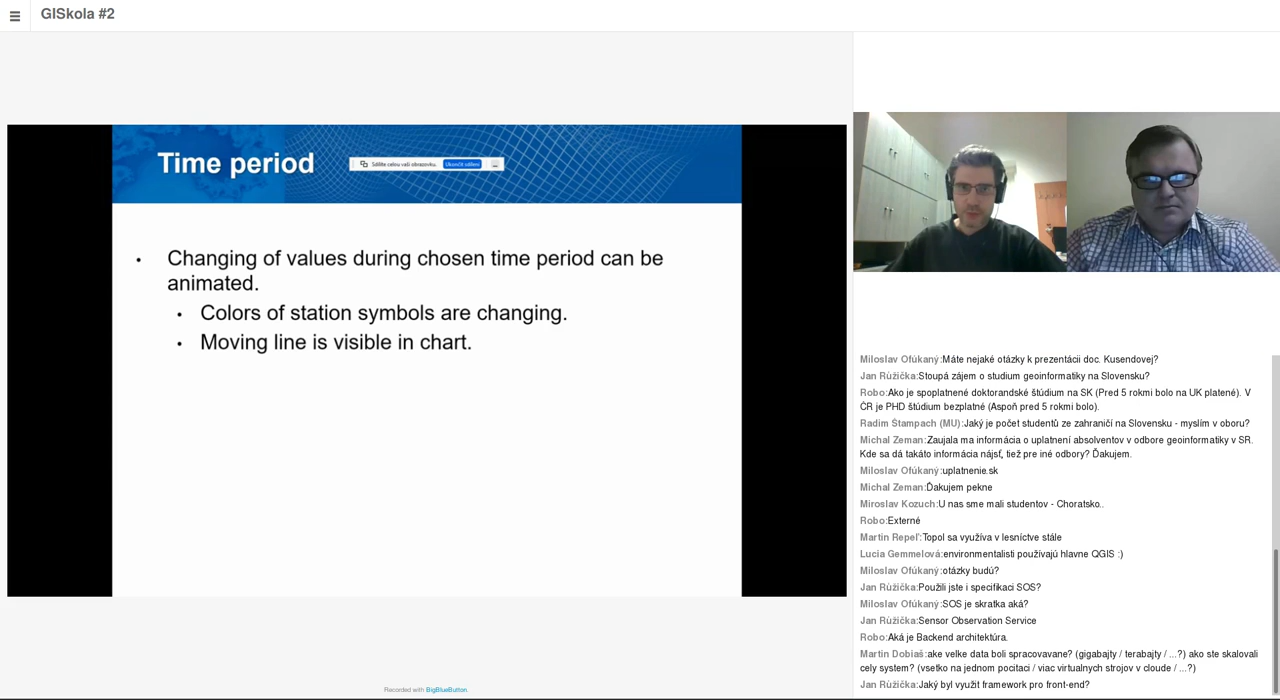 GISkola #2
Time period
Sdílíte celou vaši obrazovku. Ukončit sdílení
• Changing of values during chosen time period can be
animated.
• Colors of station symbols are changing.
• Moving line is visible in chart.
Miloslav Ofúkaný:Máte nejaké otázky k prezentácii doc. Kusendovej?
Jan Růžička:Stoupá zájem o studium geoinformatiky na Slovensku?
Robo:Ako je spoplatnené doktorandské štúdium na SK (Pred 5 rokmi bolo na UK platené). V
ČR je PHD štúdium bezplatné (Aspoň pred 5 rokmi bolo).
Radim Štampach (MU):Jaký je počet studentů ze zahraničí na Slovensku - myslím v oboru?
Michal Zeman:Zaujala ma informácia o uplatnení absolventov v odbore geoinformatiky v SR.
Kde sa dá takáto informácia nájsť, tiež pre iné odbory? Ďakujem.
Miloslav Ofúkaný:uplatnenie.sk
Michal Zeman:Ďakujem pekne
Miroslav Kozuch:U nas sme mali studentov - Choratsko..
Robo:Externé
Martin Repeľ:Topol sa využíva v lesníctve stále
Lucia Gemmelová:environmentalisti používajú hlavne QGIS :)
Miloslav Ofúkaný:otázky budú?
Jan Růžička:Použili jste i specifikaci SOS?
Miloslav Ofúkaný:SOS je skratka aká?
Jan Růžička:Sensor Observation Service
Robo:Aká je Backend architektúra.
Martin Dobiaš:ake velke data boli spracovavane? (gigabajty / terabajty / ...?) ako ste skalovali
cely system? (vsetko na jednom pocitaci / viac virtualnych strojov v cloude / ...?)
Jan Růžička:Jaký byl využit framework pro front-end?
Recorded with BigBlueButton.